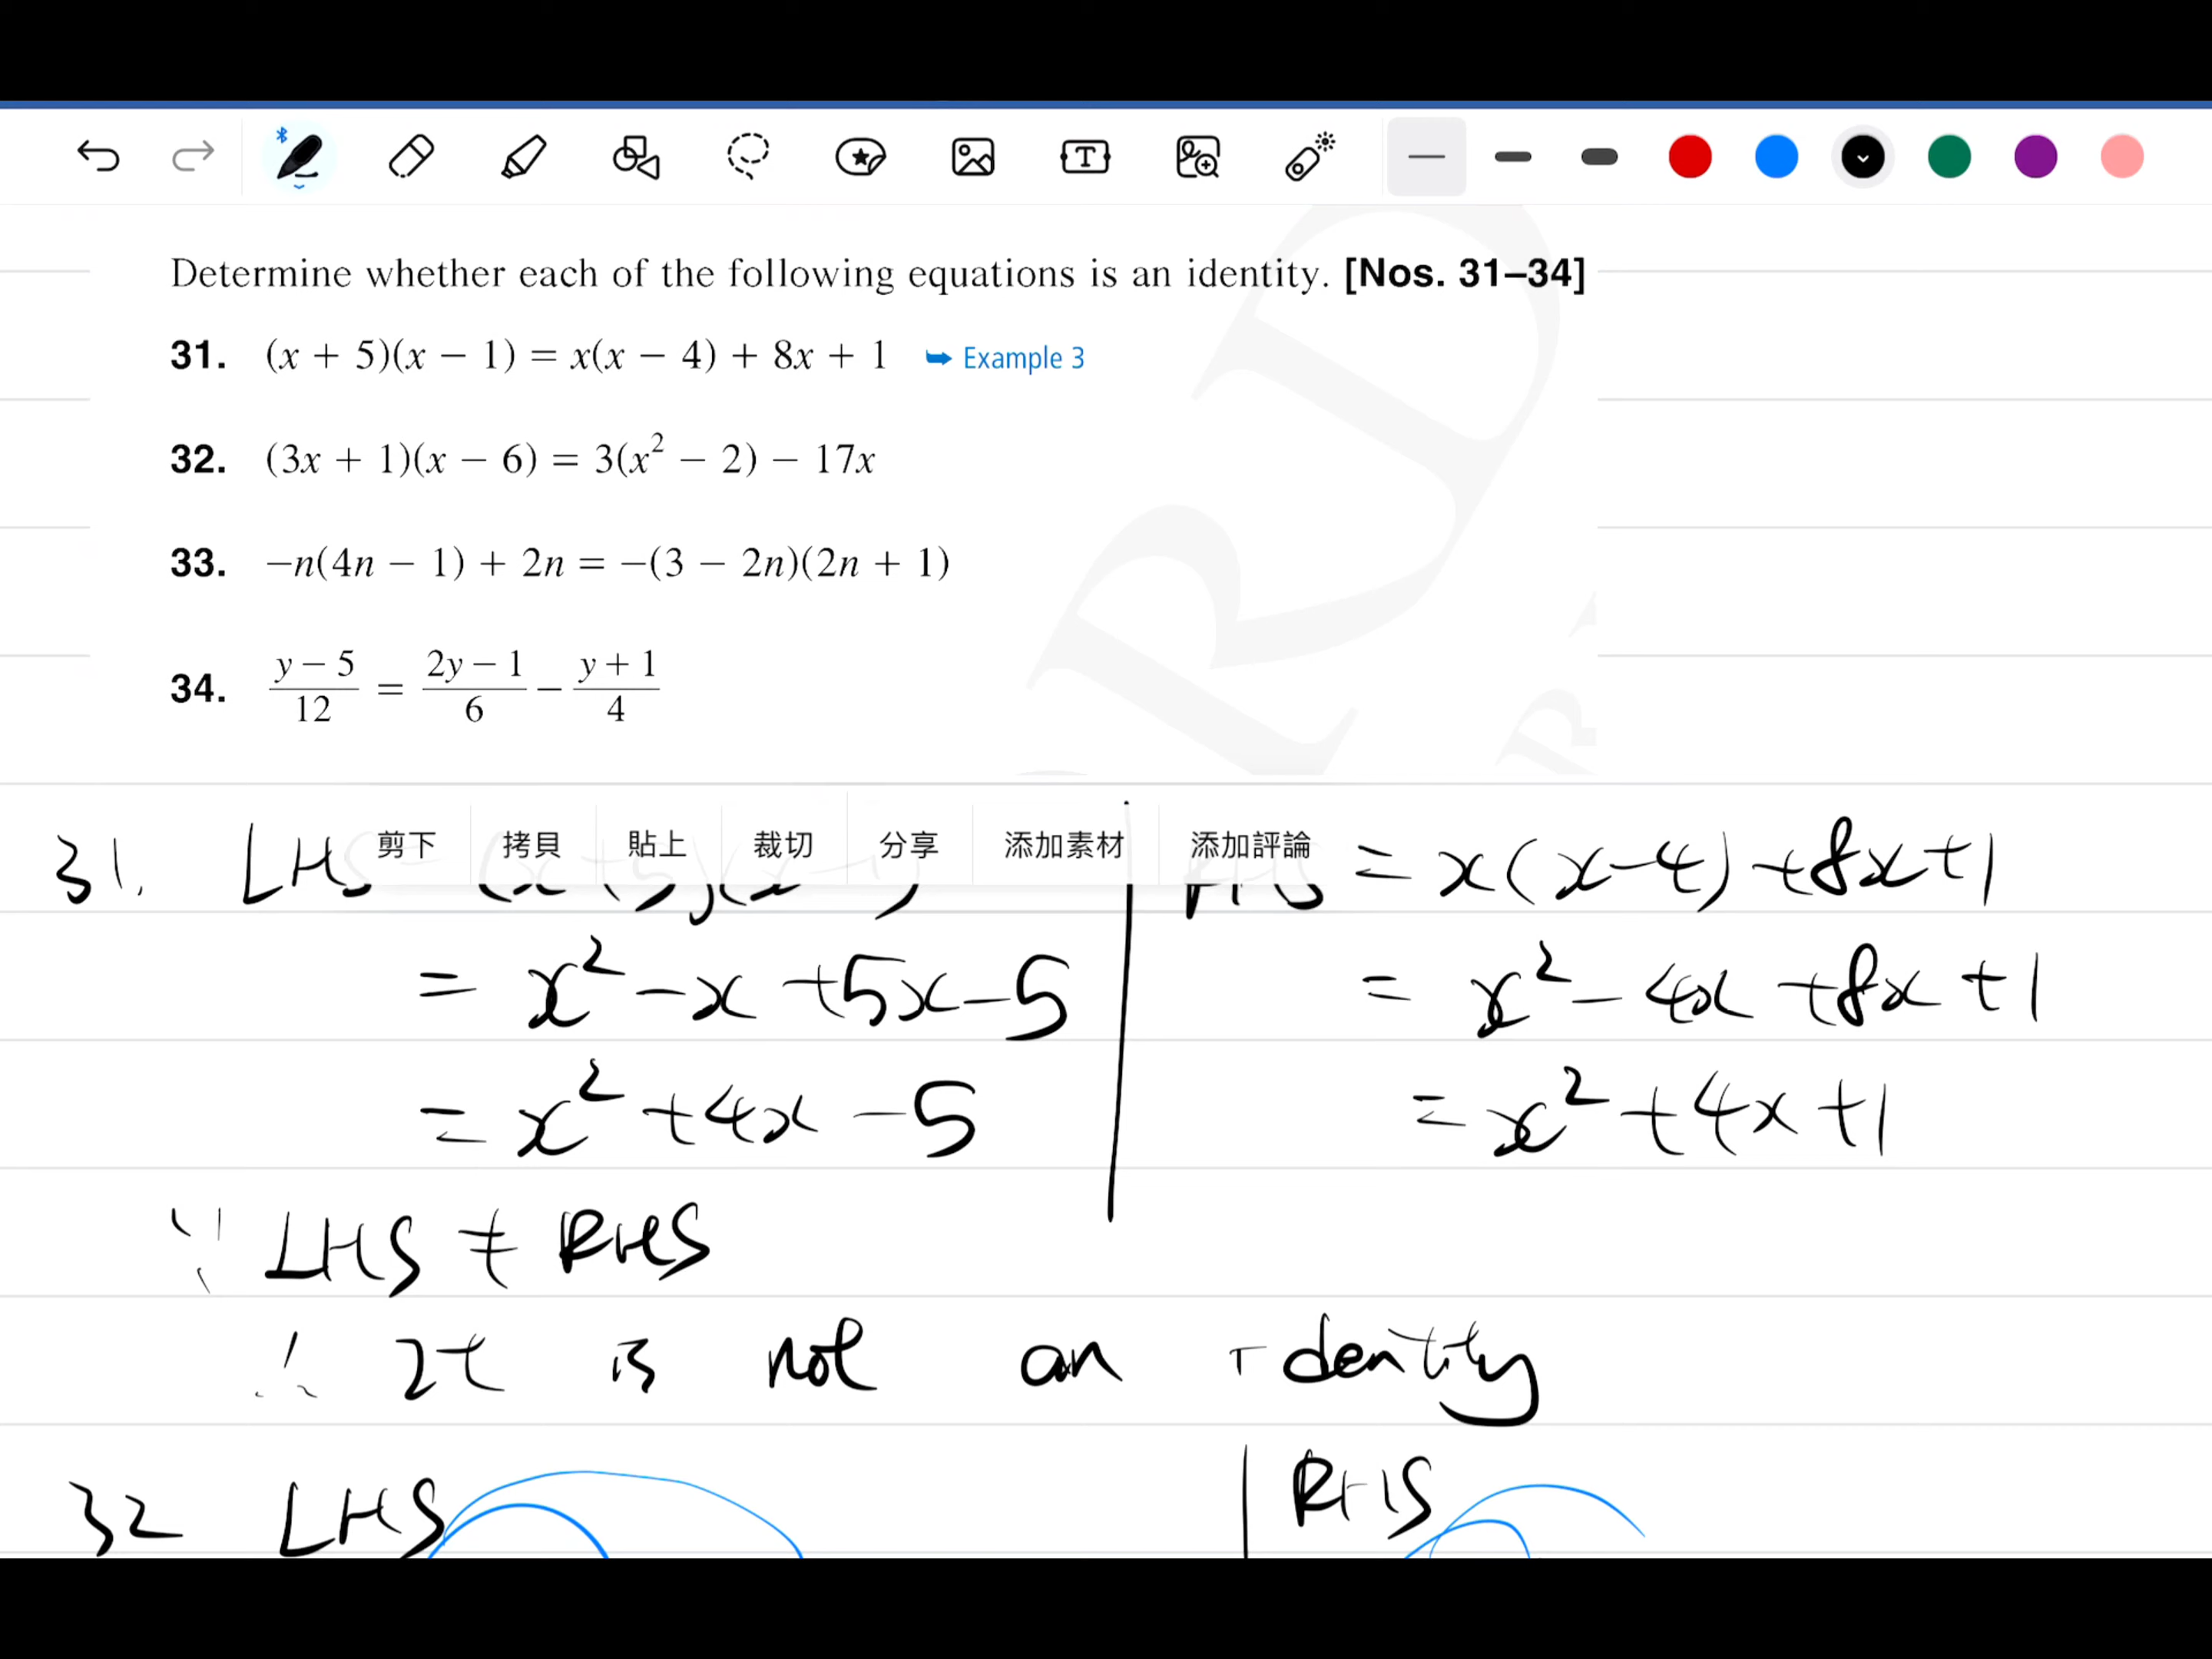 Determine whether each of the following equations is an identity. [Nos. 31–34]
31. (x + 5)(x − 1) = x(x − 4) + 8x + 1 ➥ Example 3
32. (3x + 1)(x − 6) = 3(x² − 2) − 17x
33. −n(4n − 1) + 2n = −(3 − 2n)(2n + 1)
34. (y − 5)/12 = (2y − 1)/6 − (y + 1)/4
剪下 拷貝 貼上 裁切 分享 添加素材 添加評論
31. LHS = (x+5)(x-1) RHS = x(x-4)+8x+1
= x²-x+5x-5 = x²-4x+8x+1
= x²+4x-5 = x²+4x+1
∵ LHS ≠ RHS
∴ It is not an identity
32 LHS RHS